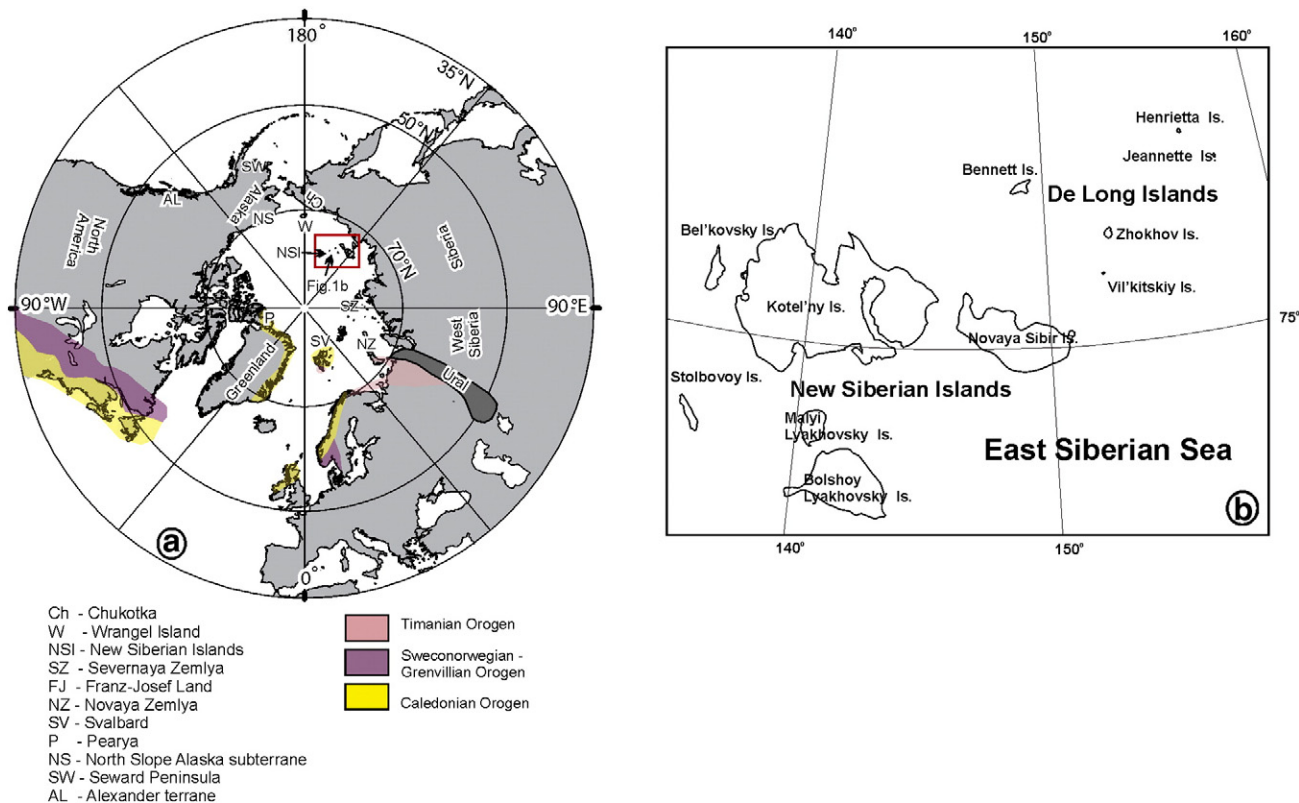 180°
35°N
50°N
SW
AL
Alaska
Ch
NS
W
North
America
NSI
70°N
Siberia
Fig.1b
90°W
SZ
90°E
P
SV
NZ
West
Siberia
Greenland
Ural
0°
a
Ch - Chukotka
W - Wrangel Island
NSI - New Siberian Islands
SZ - Severnaya Zemlya
FJ - Franz-Josef Land
NZ - Novaya Zemlya
SV - Svalbard
P - Pearya
NS - North Slope Alaska subterrane
SW - Seward Peninsula
AL - Alexander terrane
Timanian Orogen
Sweconorwegian -
Grenvillian Orogen
Caledonian Orogen
140°
150°
160°
Henrietta Is.
Jeannette Is.
Bennett Is.
De Long Islands
Bel'kovsky Is.
Zhokhov Is.
Kotel'ny Is.
Vil'kitskiy Is.
75°
Novaya Sibir Is.
Stolbovoy Is.
New Siberian Islands
Malyi
Lyakhovsky Is.
East Siberian Sea
Bolshoy
Lyakhovsky Is.
b
140°
150°